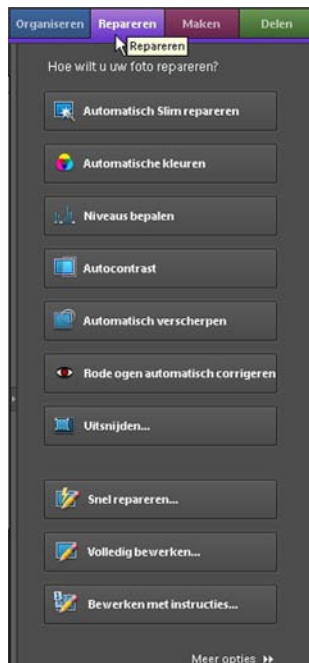 Organiseren Repareren Maken Delen
Repareren
Hoe wilt u uw foto repareren?
Automatisch Slim repareren
Automatische kleuren
Niveaus bepalen
Autocontrast
Automatisch verscherpen
Rode ogen automatisch corrigeren
Uitsnijden...
Snel repareren...
Volledig bewerken...
Bewerken met instructies...
Meer opties